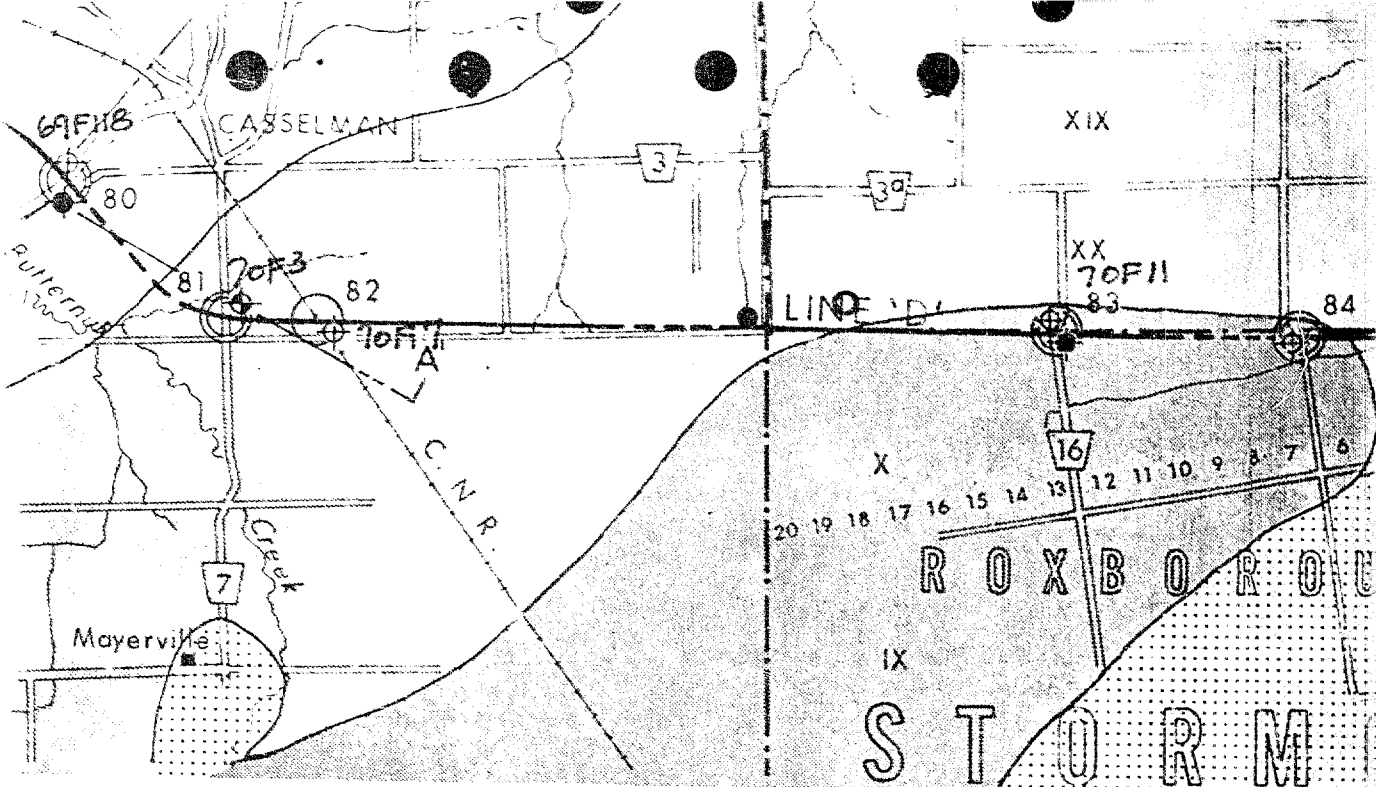 69F118
CASSELMAN
3
XIX
3a
80
XX
81
70F3
82
70F11
83
84
LINE 'D'
A
X
16
C. N. R.
20 19 18 17 16 15 14 13 12 11 10 9 8 7 6
Creek
7
ROXBOROU
Mayerville
IX
STORM